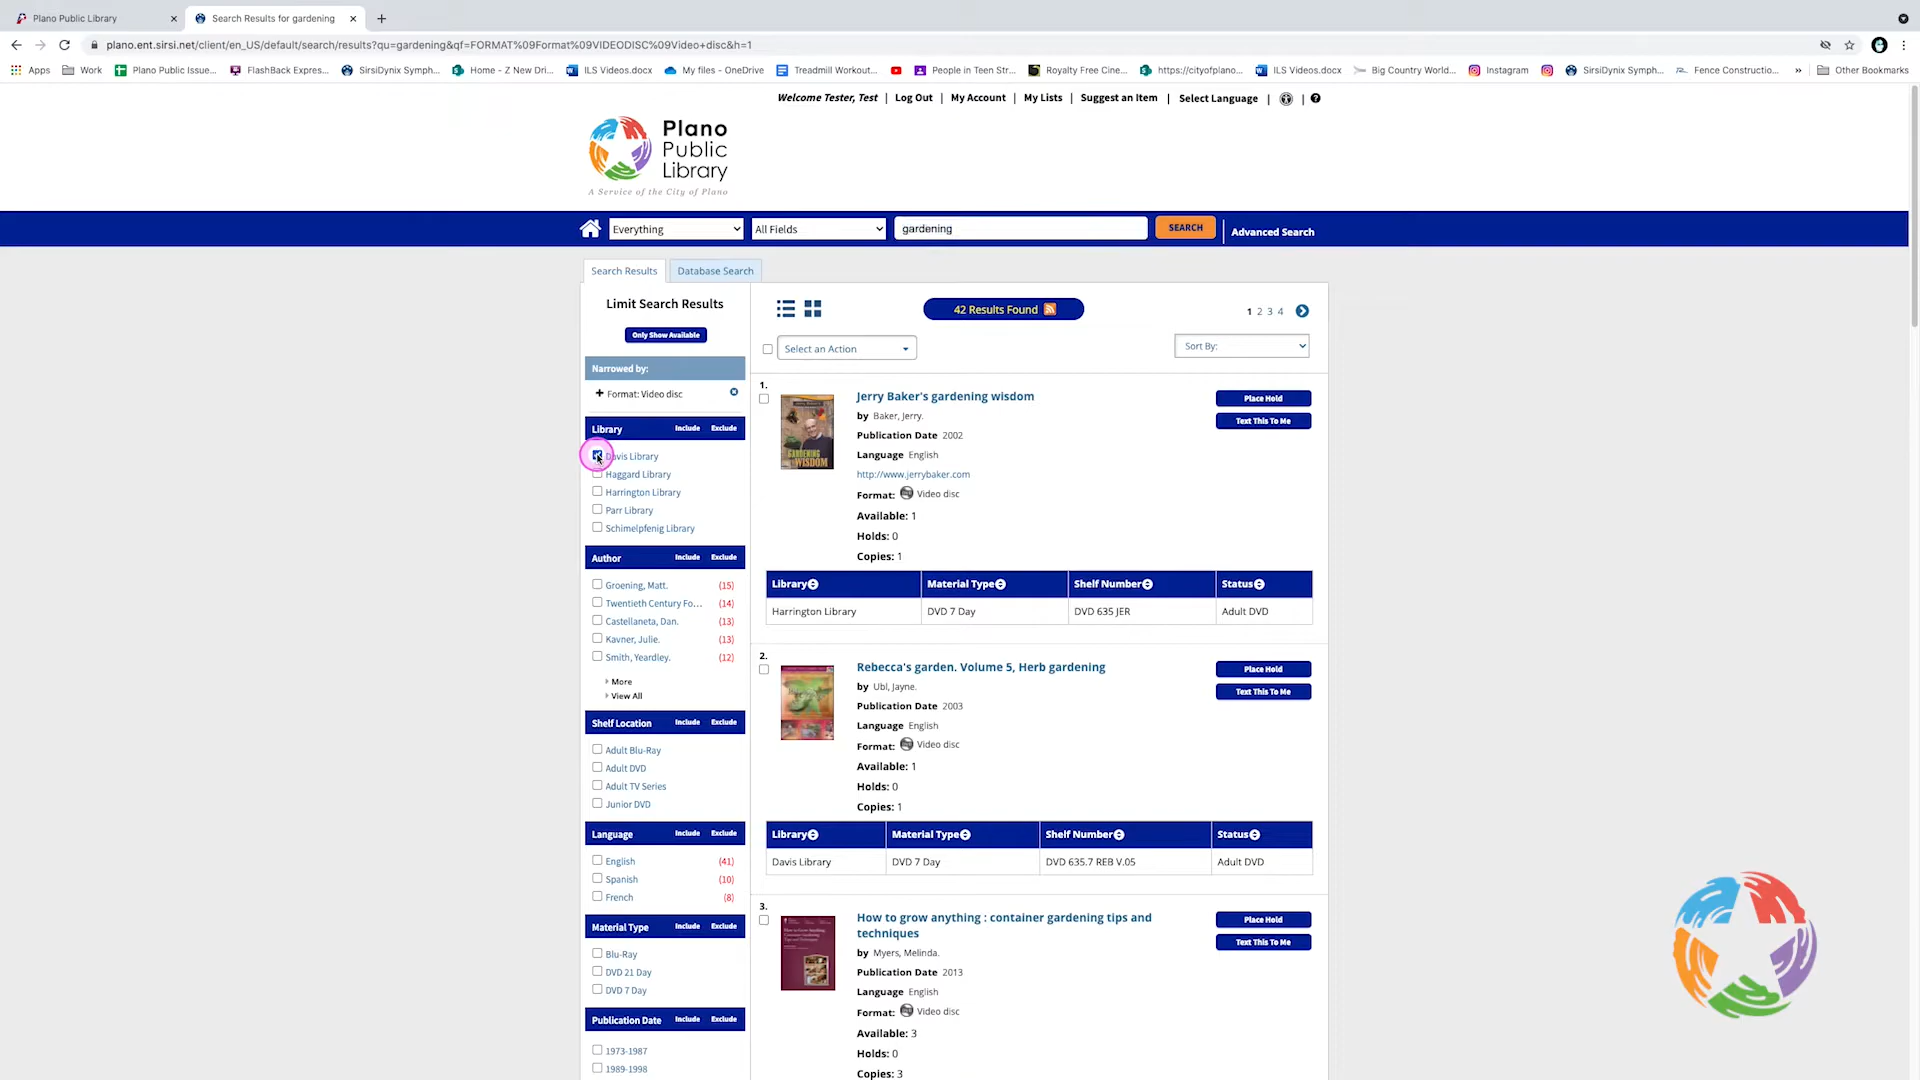 Plano Public Library
Search Results for gardening
plano.ent.sirsi.net/client/en_US/default/search/results?qu=gardening&qf=FORMAT%09Format%09VIDEODISC%09Video+disc&h=1
Apps Work Plano Public Issue... FlashBack Expres... SirsiDynix Symph... Home - Z New Dri... ILS Videos.docx My files - OneDrive Treadmill Workout... People in Teen Str... Royalty Free Cine... https://cityofplano... ILS Videos.docx Big Country World... Instagram SirsiDynix Symph... Fence Constructio... » Other Bookmarks
Welcome Tester, Test | Log Out | My Account | My Lists | Suggest an Item | Select Language | | ?
Plano
Public
Library
A Service of the City of Plano
Everything All Fields gardening SEARCH Advanced Search
Search Results Database Search
Limit Search Results
Only Show Available
Narrowed by:
+ Format: Video disc
Library Include Exclude
Davis Library
Haggard Library
Harrington Library
Parr Library
Schimelpfenig Library
Author Include Exclude
Groening, Matt. (15)
Twentieth Century Fo... (14)
Castellaneta, Dan. (13)
Kavner, Julie. (13)
Smith, Yeardley. (12)
More
View All
Shelf Location Include Exclude
Adult Blu-Ray
Adult DVD
Adult TV Series
Junior DVD
Language Include Exclude
English (41)
Spanish (10)
French (8)
Material Type Include Exclude
Blu-Ray
DVD 21 Day
DVD 7 Day
Publication Date Include Exclude
1973-1987
1989-1998
42 Results Found
1 2 3 4
Select an Action
Sort By:
1.
Jerry Baker's gardening wisdom
by Baker, Jerry.
Publication Date 2002
Language English
http://www.jerrybaker.com
Format: Video disc
Available: 1
Holds: 0
Copies: 1
Place Hold
Text This To Me
GARDENING
WISDOM
Library Material Type Shelf Number Status
Harrington Library DVD 7 Day DVD 635 JER Adult DVD
2.
Rebecca's garden. Volume 5, Herb gardening
by Ubl, Jayne.
Publication Date 2003
Language English
Format: Video disc
Available: 1
Holds: 0
Copies: 1
Place Hold
Text This To Me
Library Material Type Shelf Number Status
Davis Library DVD 7 Day DVD 635.7 REB V.05 Adult DVD
3.
How to grow anything : container gardening tips and
techniques
by Myers, Melinda.
Publication Date 2013
Language English
Format: Video disc
Available: 3
Holds: 0
Copies: 3
Place Hold
Text This To Me